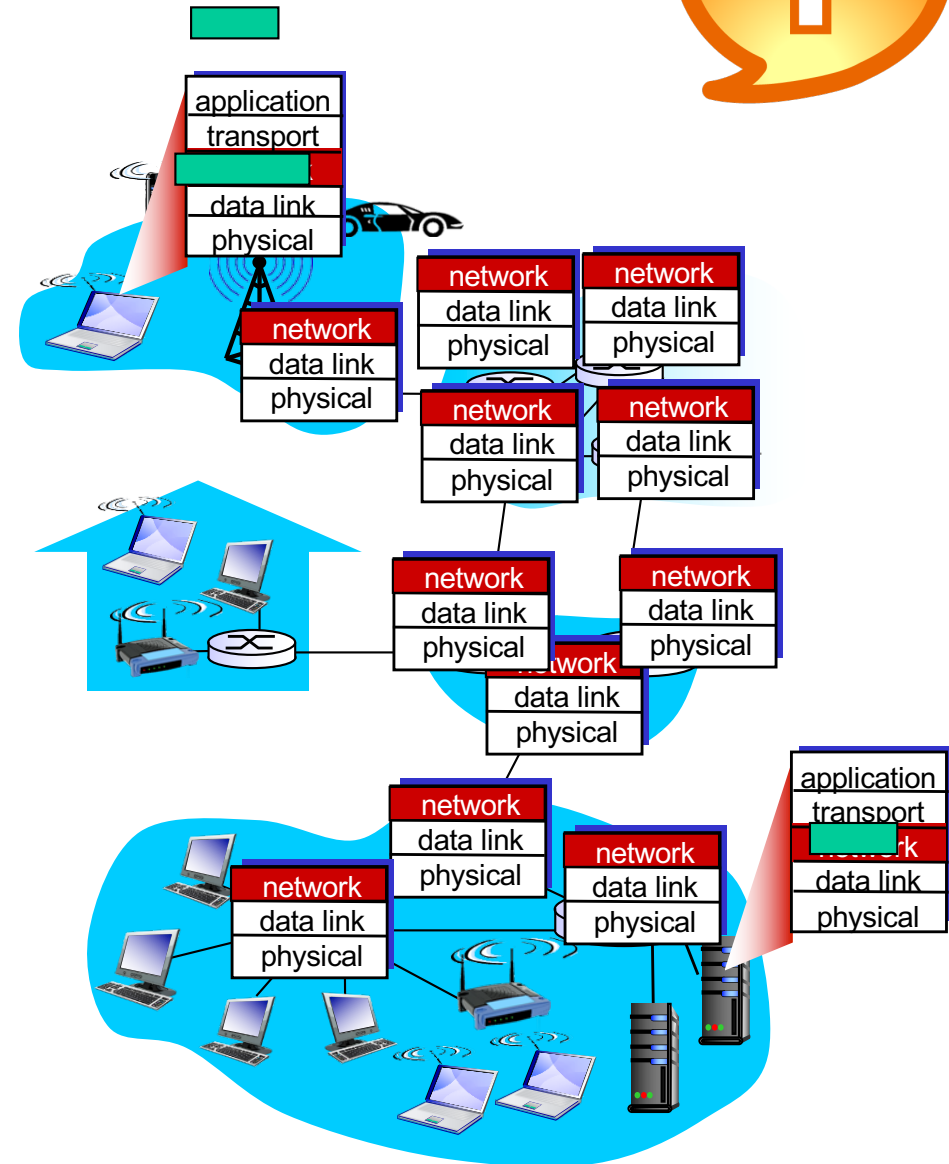 application
transport
data link
physical
network
data link
physical
network
data link
physical
network
data link
physical
network
data link
physical
network
data link
physical
network
data link
physical
network
data link
physical
data link
physical
application
transport
data link
physical
network
data link
physical
network
data link
physical
network
data link
physical